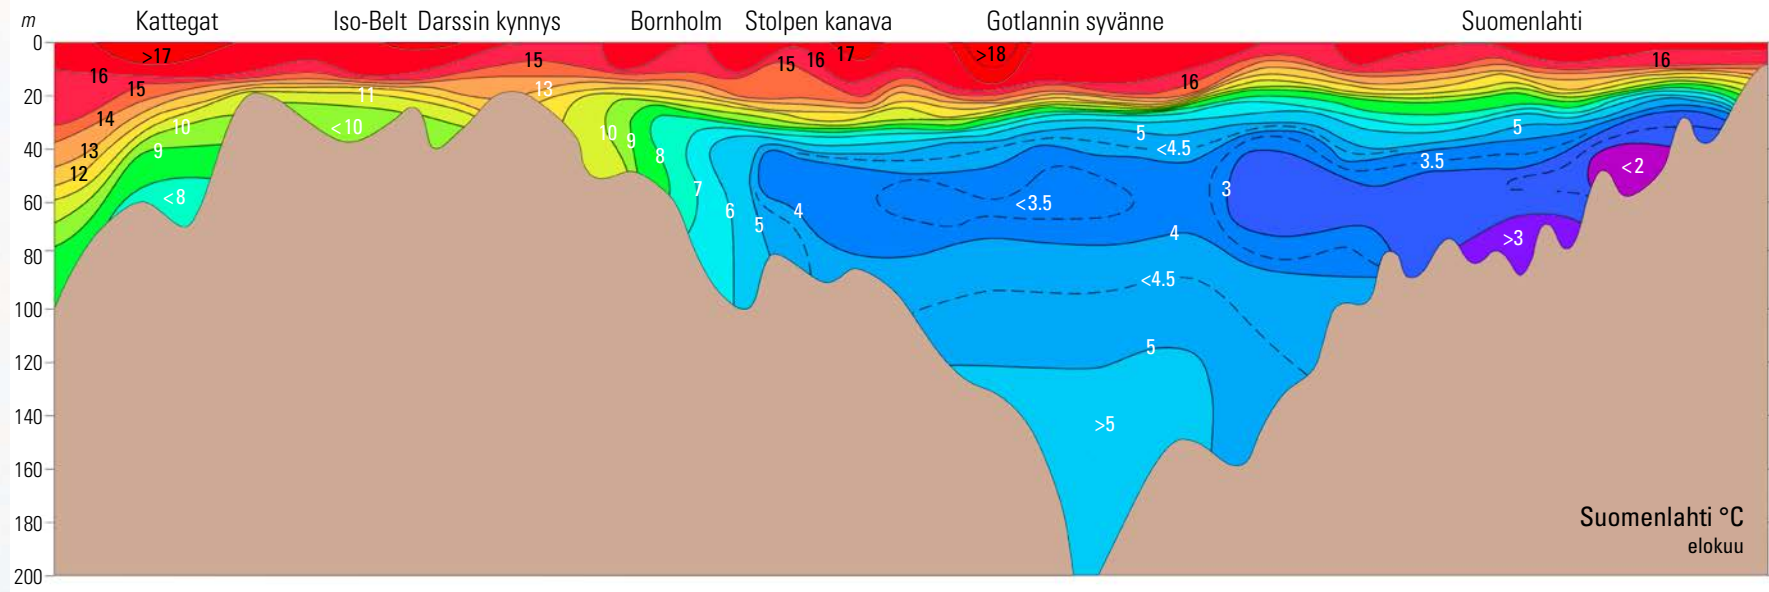 m Kattegat Iso-Belt Darssin kynnys Bornholm Stolpen kanava Gotlannin syvänne Suomenlahti
0
>17 15 15 16 17 >18 16
16 15 13 16
20 11
14 10 <10 10 9 5 <4.5 5
40 13 9 8 3.5
12 <2
<8 7 3
60 6 4 <3.5
5 4 >3
80
<4.5
100
5
120
140 >5
160
180 Suomenlahti °C
elokuu
200